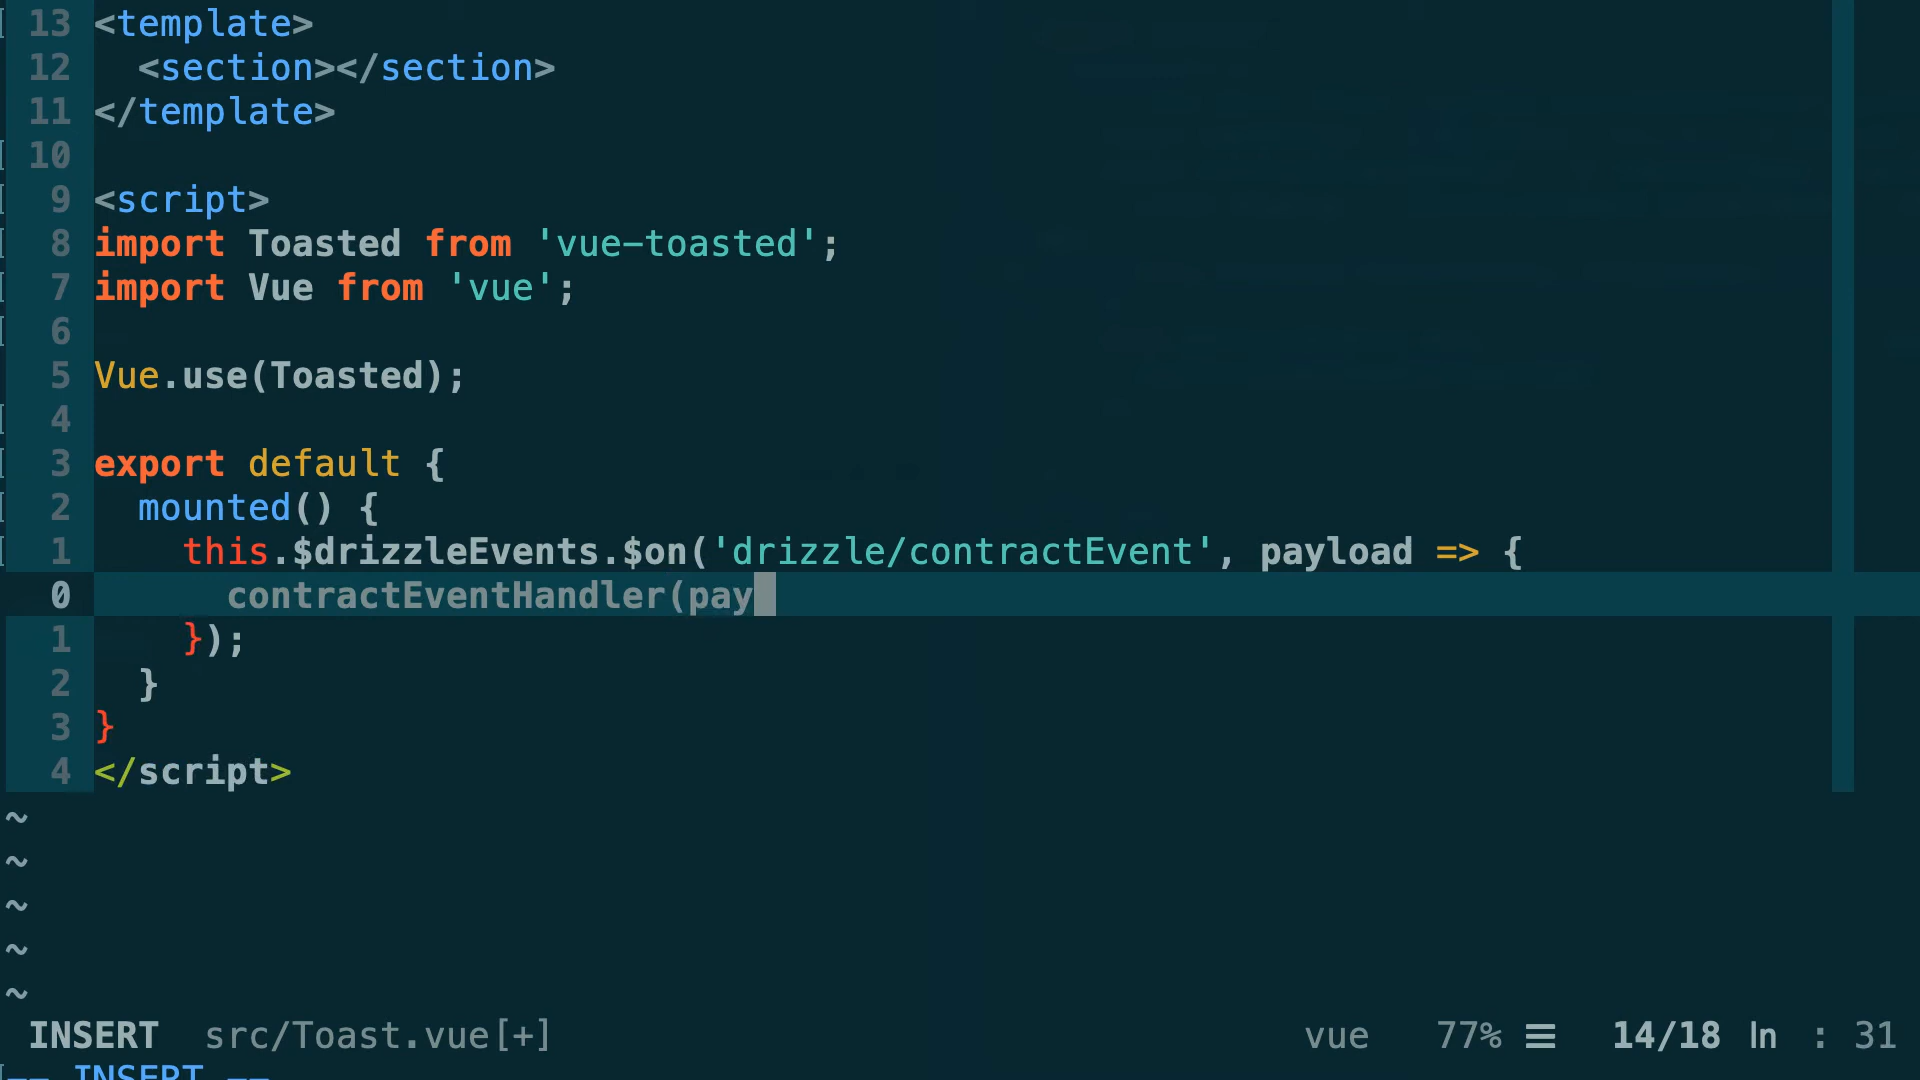 13 <template>
12   <section></section>
11 </template>
10
9 <script>
8 import Toasted from 'vue-toasted';
7 import Vue from 'vue';
6
5 Vue.use(Toasted);
4
3 export default {
2   mounted() {
1     this.$drizzleEvents.$on('drizzle/contractEvent', payload => {
0       contractEventHandler(pay
1     });
2   }
3 }
4 </script>
~
~
~
~
~
INSERT src/Toast.vue[+] vue 77% ☰ 14/18 ln : 31
-- INSERT --